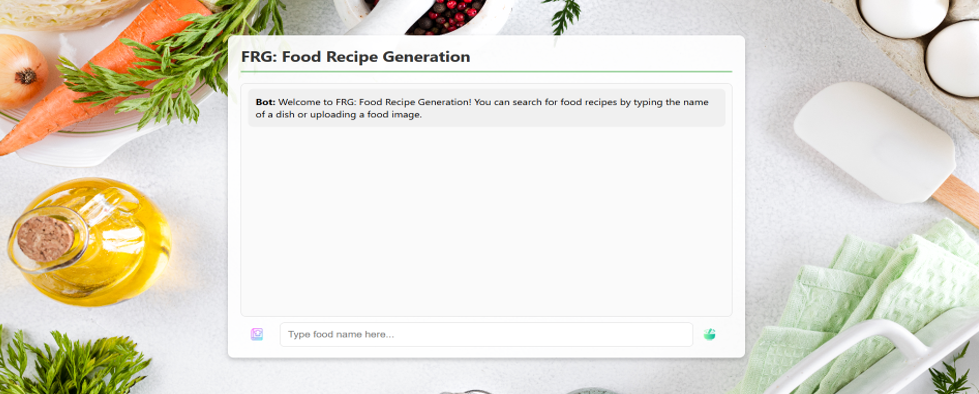 FRG: Food Recipe Generation
Bot: Welcome to FRG: Food Recipe Generation! You can search for food recipes by typing the name
of a dish or uploading a food image.
Type food name here...